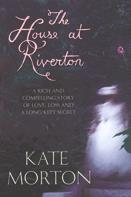 The
House at
Riverton
A RICH AND
COMPELLING STORY
OF LOVE, LOSS AND
A LONG-KEPT SECRET
KATE
MORTON